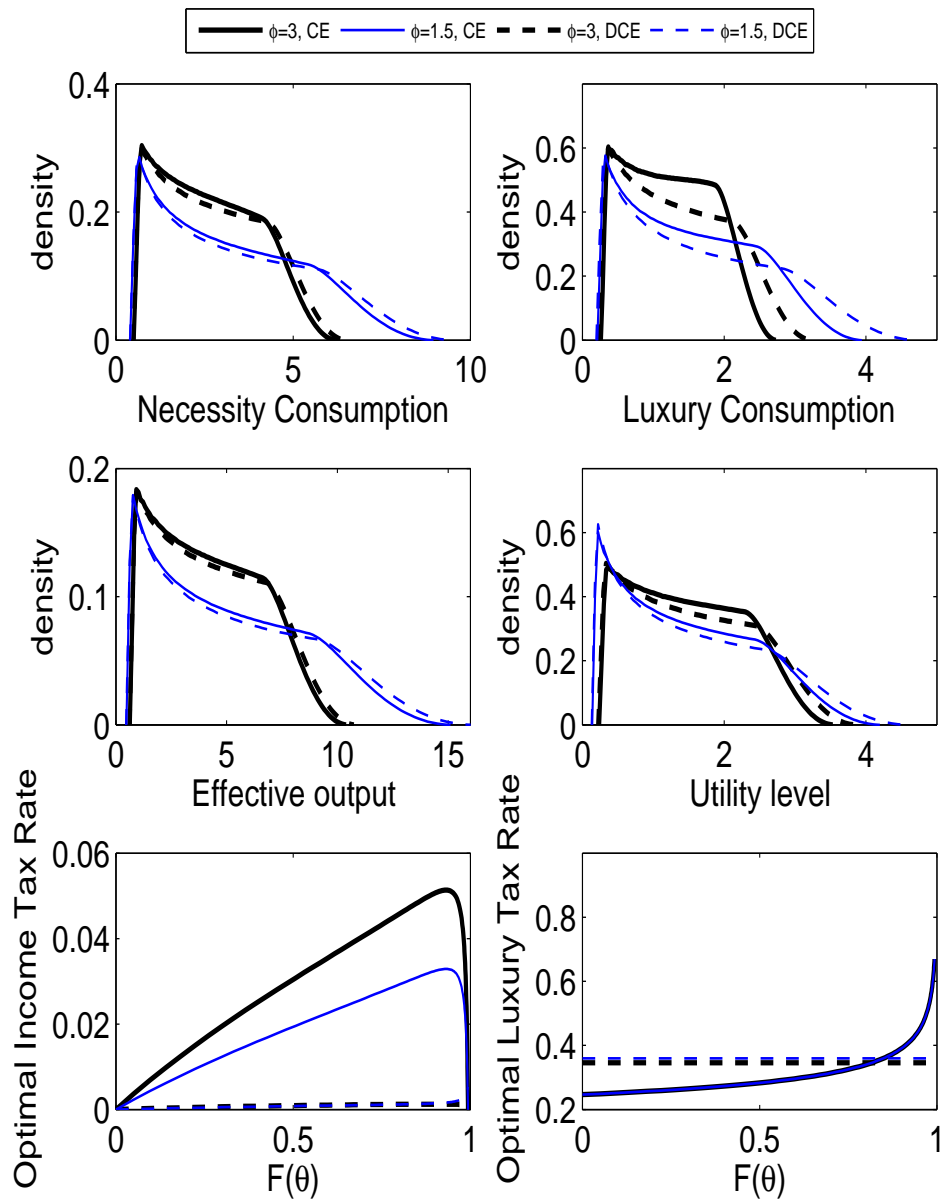 ϕ=3, CE ϕ=1.5, CE ϕ=3, DCE ϕ=1.5, DCE
0.4
0.2
0
density
0 5 10
Necessity Consumption
0.6
0.4
0.2
0
density
0 2 4
Luxury Consumption
0.2
0.1
0
density
0 5 10 15
Effective output
0.6
0.4
0.2
0
density
0 2 4
Utility level
0.06
0.04
0.02
0
Optimal Income Tax Rate
0 0.5 1
F(θ)
0.8
0.6
0.4
0.2
Optimal Luxury Tax Rate
0 0.5 1
F(θ)